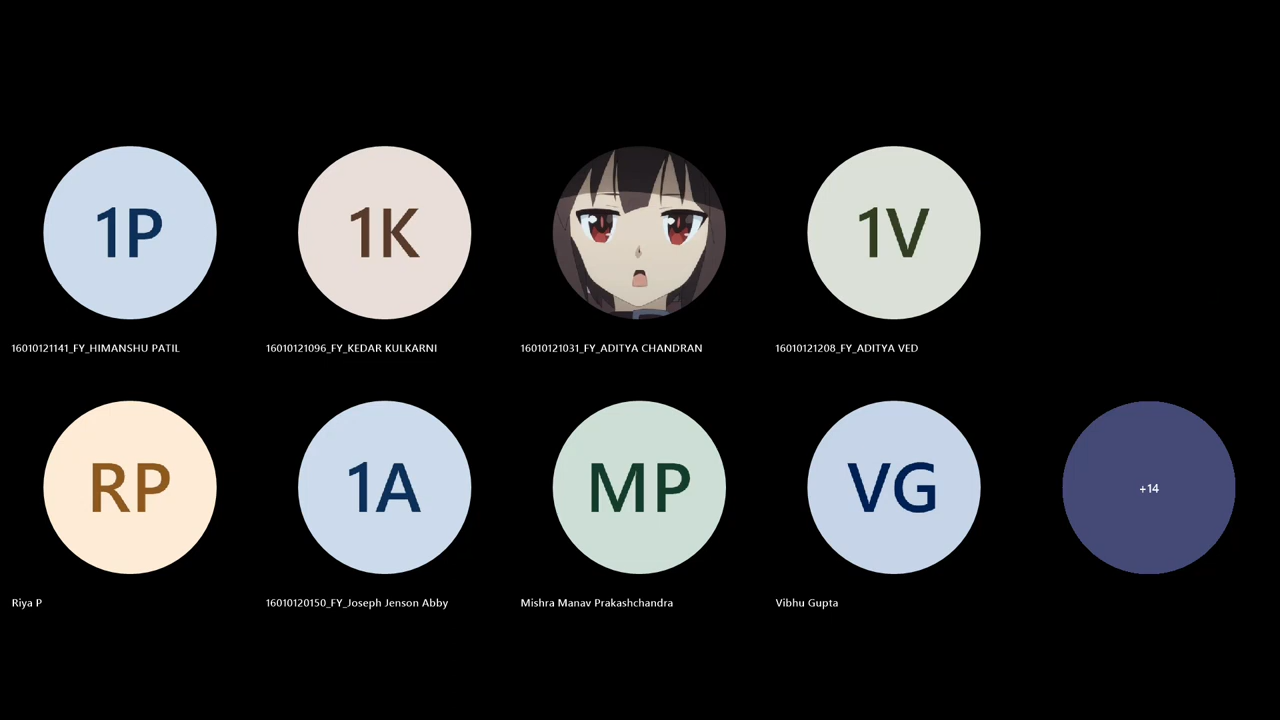 1P
1K
1V
16010121141_FY_HIMANSHU PATIL
16010121096_FY_KEDAR KULKARNI
16010121031_FY_ADITYA CHANDRAN
16010121208_FY_ADITYA VED
RP
1A
MP
VG
+14
Riya P
16010120150_FY_Joseph Jenson Abby
Mishra Manav Prakashchandra
Vibhu Gupta